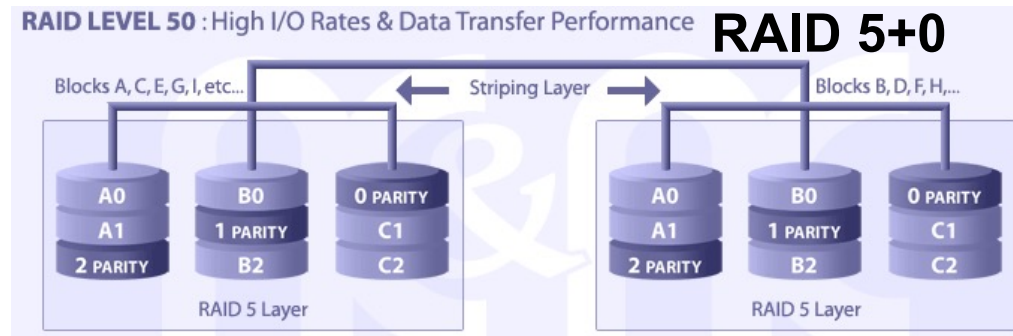 RAID LEVEL 50 : High I/O Rates & Data Transfer Performance
RAID 5+0
Blocks A, C, E, G, I, etc...
Striping Layer
Blocks B, D, F, H,...
A0 B0 0 PARITY
A1 1 PARITY C1
2 PARITY B2 C2
RAID 5 Layer
A0 B0 0 PARITY
A1 1 PARITY C1
2 PARITY B2 C2
RAID 5 Layer